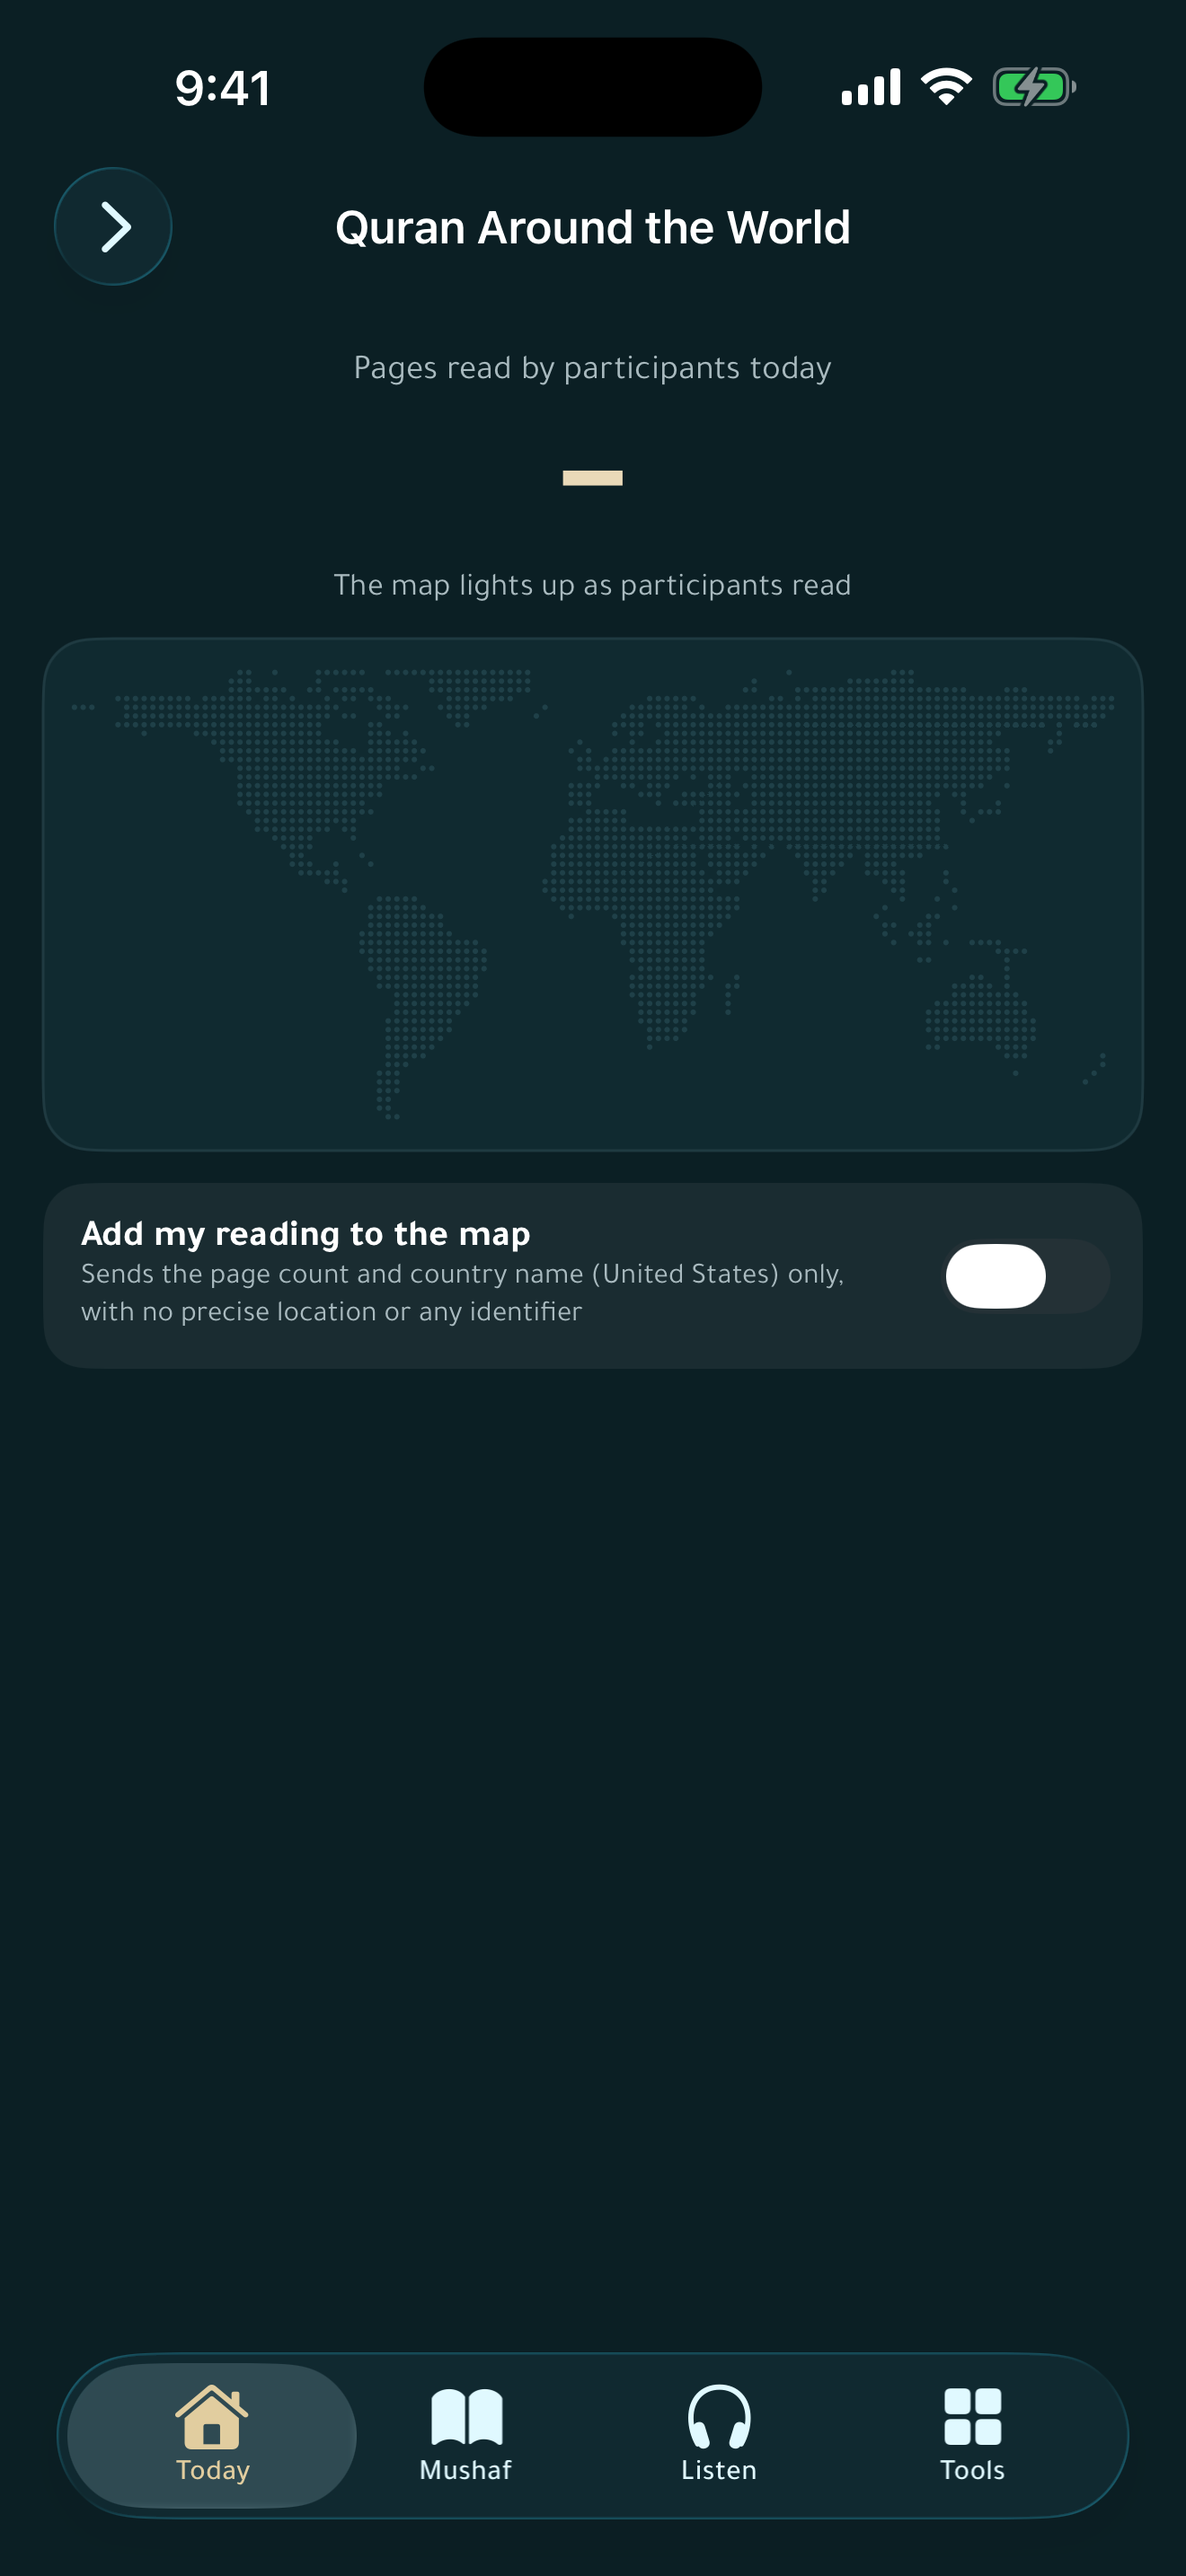 9:41
Quran Around the World
Pages read by participants today
–
The map lights up as participants read
Add my reading to the map
Sends the page count and country name (United States) only,
with no precise location or any identifier
Today
Mushaf
Listen
Tools